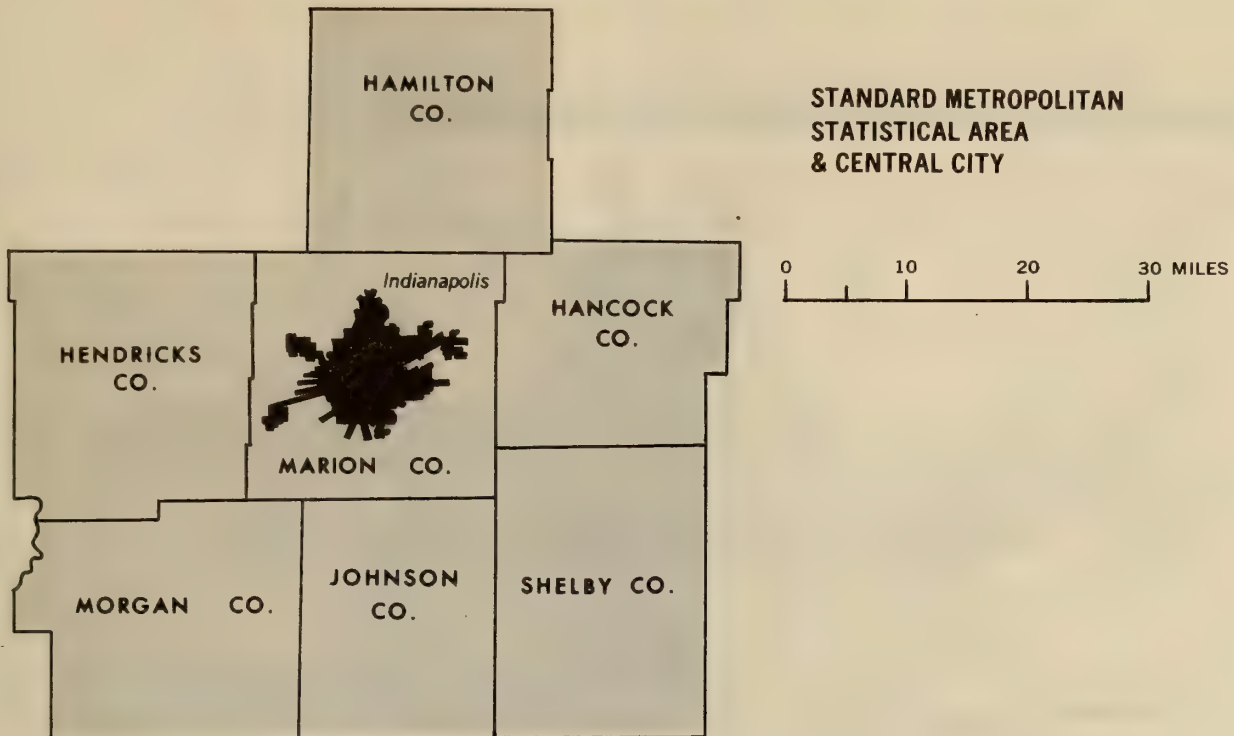 HAMILTON
CO.
STANDARD METROPOLITAN
STATISTICAL AREA
& CENTRAL CITY
0 10 20 30 MILES
Indianapolis
HENDRICKS
CO.
HANCOCK
CO.
MARION CO.
MORGAN CO.
JOHNSON
CO.
SHELBY CO.